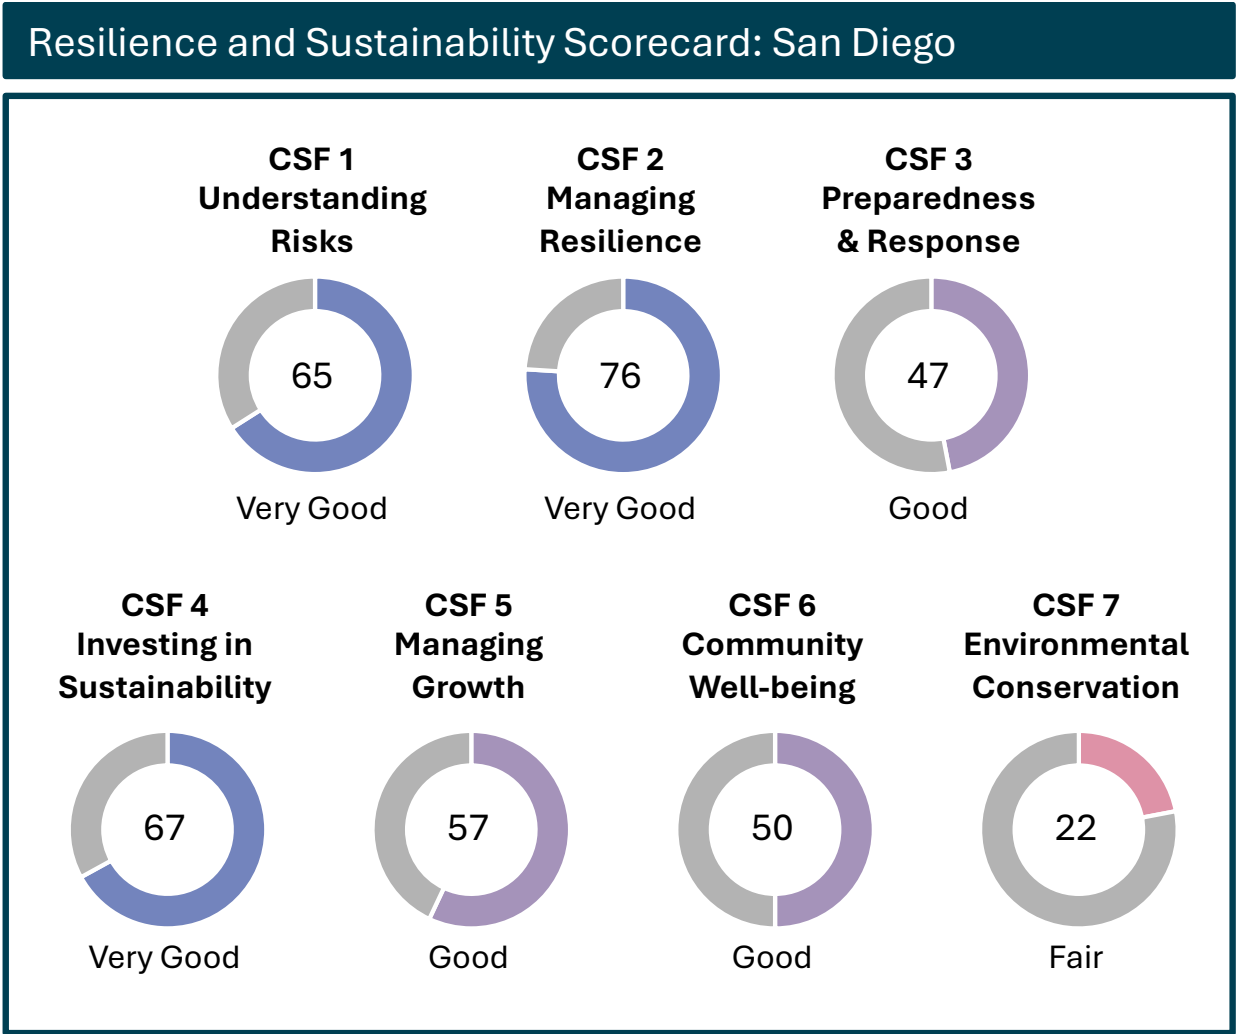 Resilience and Sustainability Scorecard: San Diego
CSF 1
Understanding
Risks
65
Very Good
CSF 2
Managing
Resilience
76
Very Good
CSF 3
Preparedness
& Response
47
Good
CSF 4
Investing in
Sustainability
67
Very Good
CSF 5
Managing
Growth
57
Good
CSF 6
Community
Well-being
50
Good
CSF 7
Environmental
Conservation
22
Fair